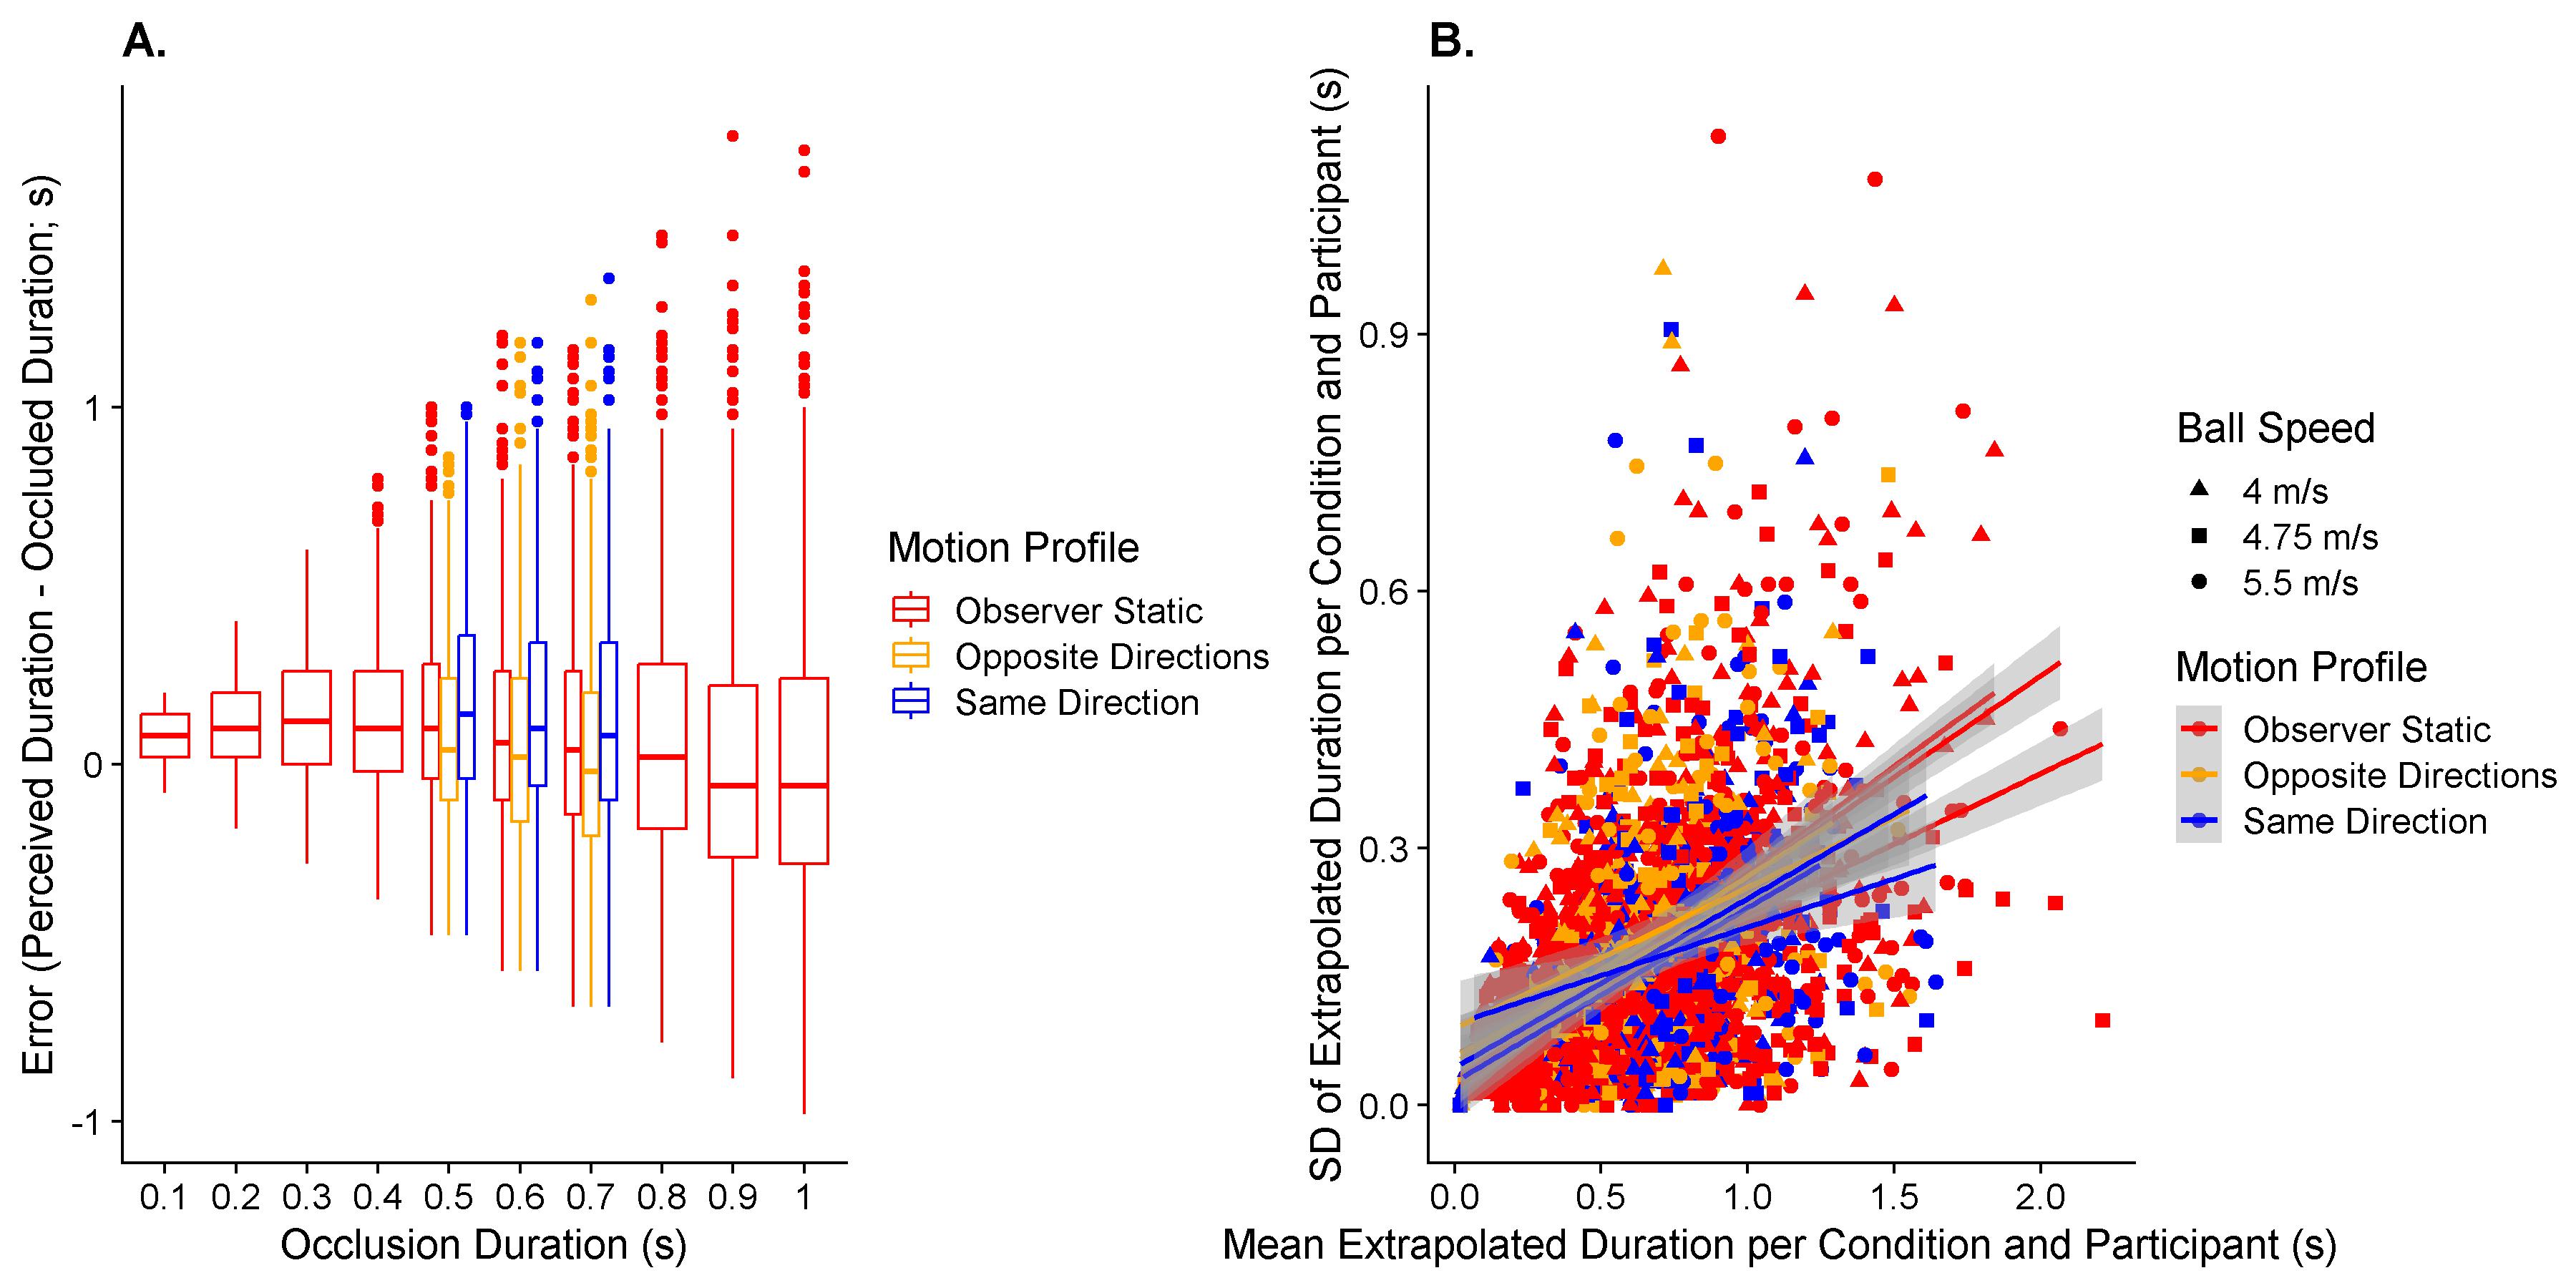 A.
Error (Perceived Duration - Occluded Duration; s)
1
0
-1
0.1 0.2 0.3 0.4 0.5 0.6 0.7 0.8 0.9 1
Occlusion Duration (s)
Motion Profile
Observer Static
Opposite Directions
Same Direction
B.
SD of Extrapolated Duration per Condition and Participant (s)
0.9
0.6
0.3
0.0
0.0 0.5 1.0 1.5 2.0
Mean Extrapolated Duration per Condition and Participant (s)
Ball Speed
4 m/s
4.75 m/s
5.5 m/s
Motion Profile
Observer Static
Opposite Directions
Same Direction